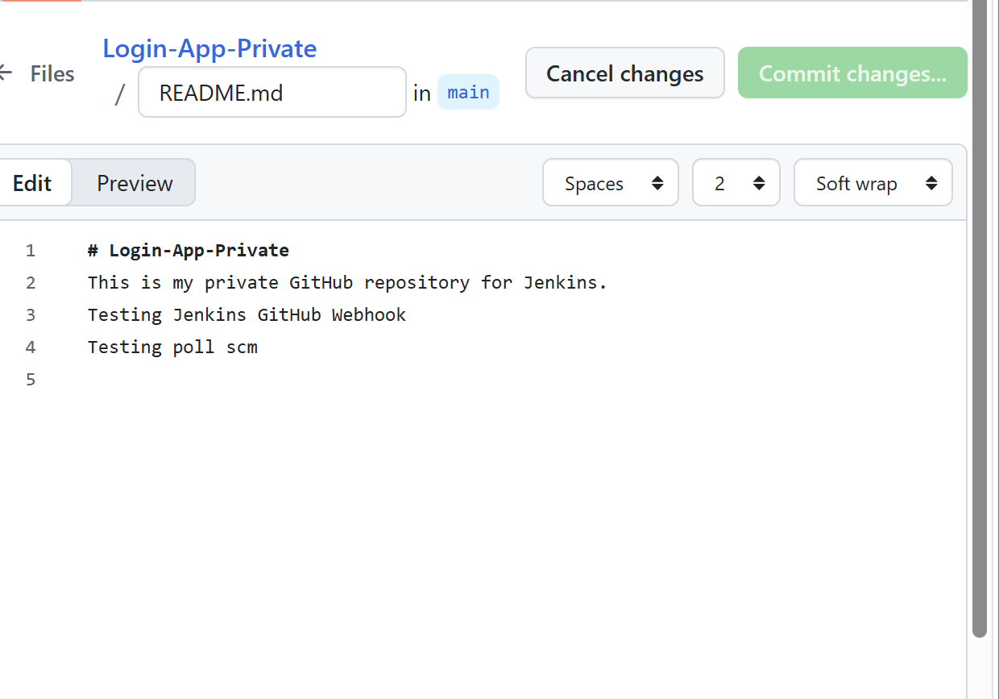 Login-App-Private
Files
/ README.md in main
Cancel changes
Commit changes...
Edit
Preview
Spaces
2
Soft wrap
1 # Login-App-Private
2 This is my private GitHub repository for Jenkins.
3 Testing Jenkins GitHub Webhook
4 Testing poll scm
5